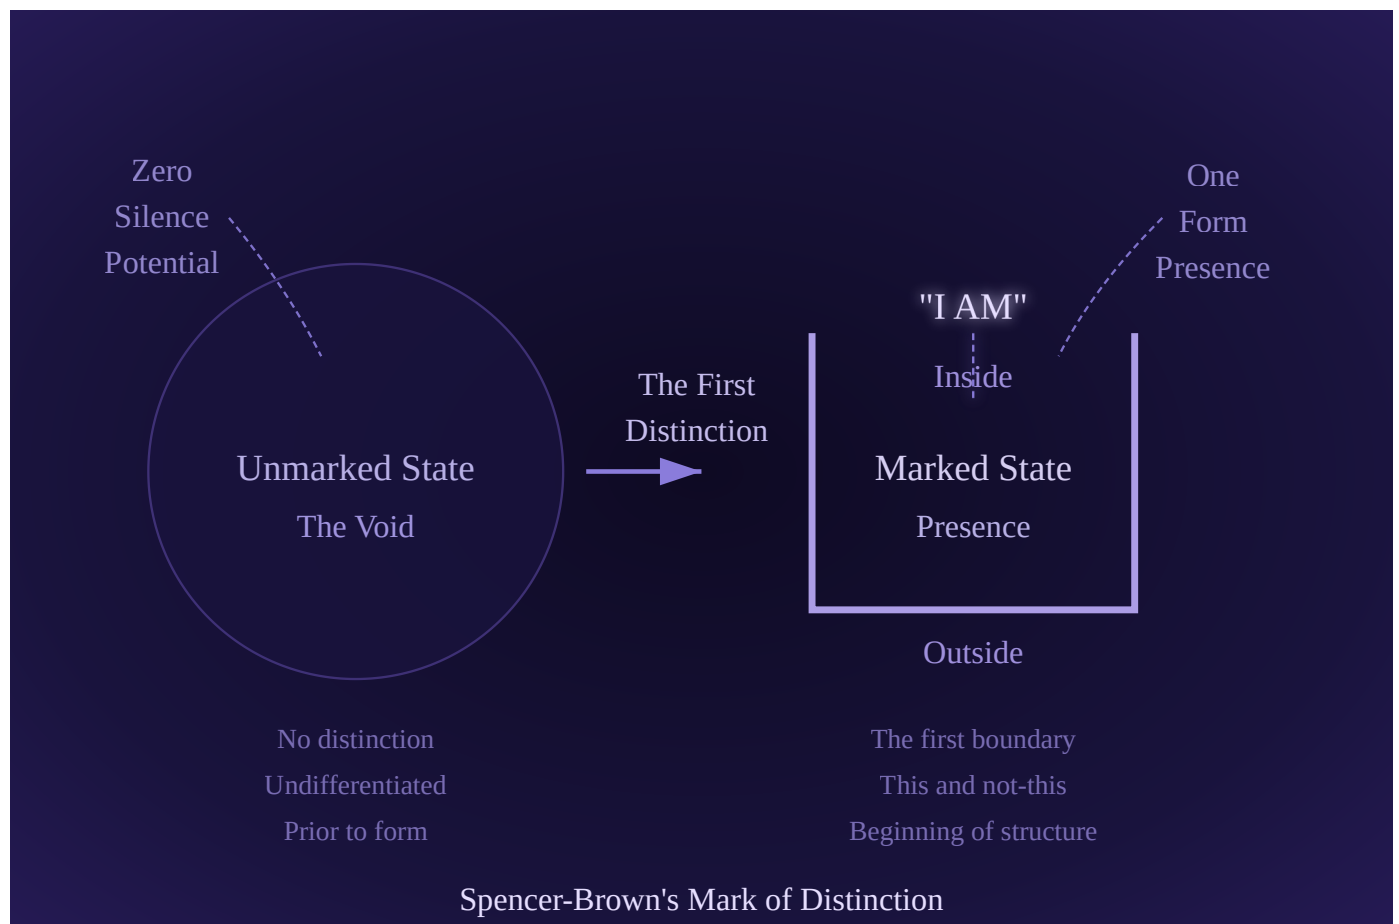 Zero
Silence
Potential
One
Form
Presence
"I AM"
Inside
The First
Distinction
Unmarked State
The Void
Marked State
Presence
Outside
No distinction
Undifferentiated
Prior to form
The first boundary
This and not-this
Beginning of structure
Spencer-Brown's Mark of Distinction